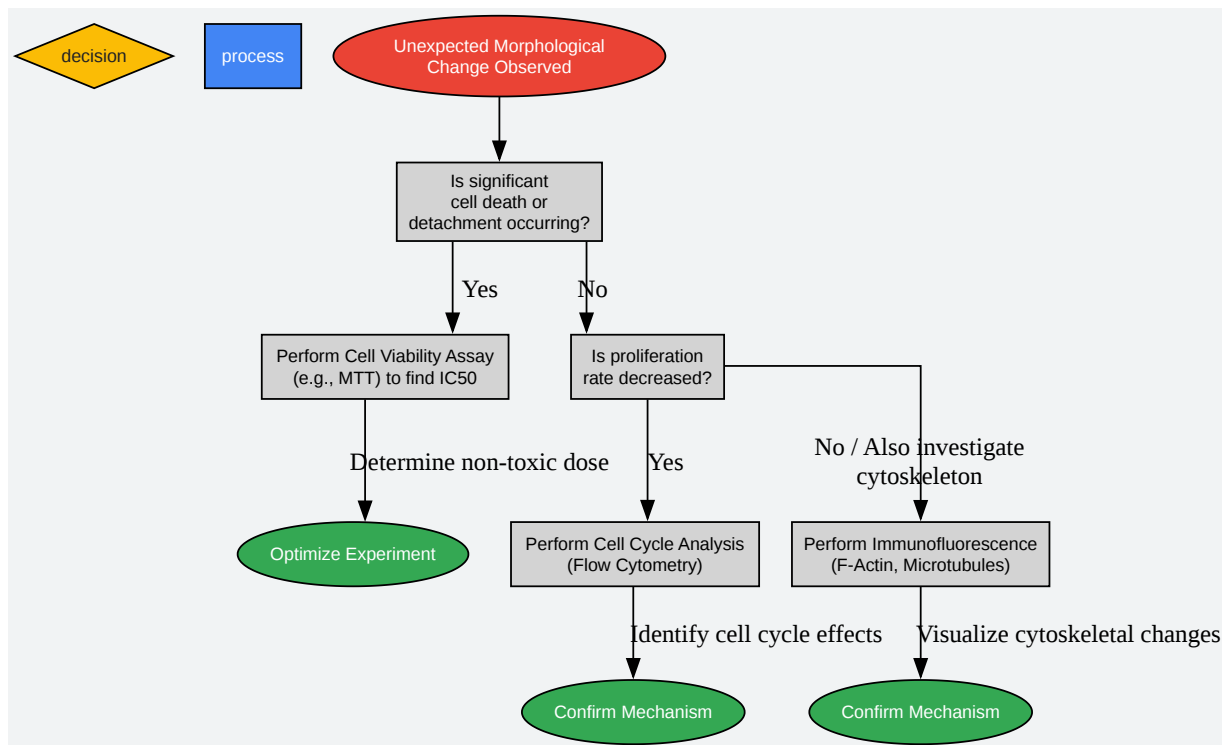 decision
process
Unexpected Morphological
Change Observed
Is significant
cell death or
detachment occurring?
Yes
No
Perform Cell Viability Assay
(e.g., MTT) to find IC50
Is proliferation
rate decreased?
Determine non-toxic dose
Yes
No / Also investigate
cytoskeleton
Optimize Experiment
Perform Cell Cycle Analysis
(Flow Cytometry)
Perform Immunofluorescence
(F-Actin, Microtubules)
Identify cell cycle effects
Visualize cytoskeletal changes
Confirm Mechanism
Confirm Mechanism